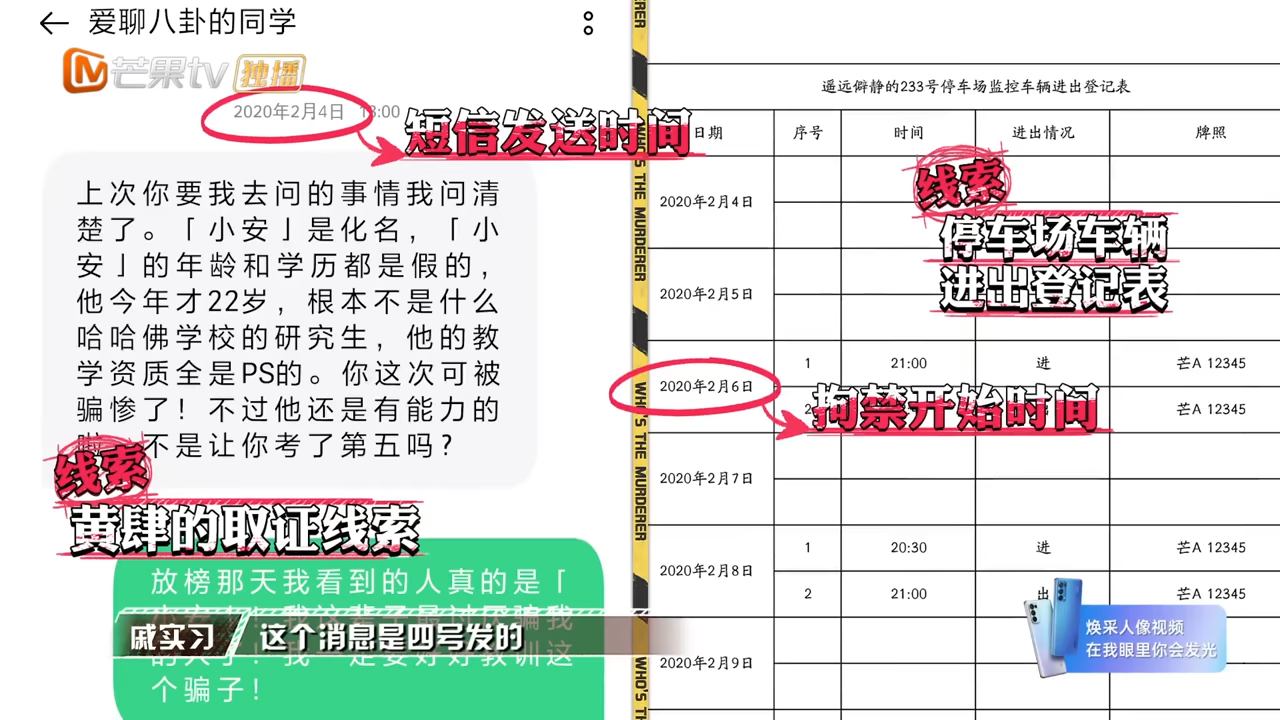 爱聊八卦的同学
芒果tv 独播
2020年2月4日
短信发送时间
上次你要我去问的事情我问清
楚了。「小安」是化名，「小
安」的年龄和学历都是假的，
他今年才22岁，根本不是什么
哈哈佛学校的研究生，他的教
学资质全是PS的。你这次可被
骗惨了！不过他还是有能力的
不是让你考了第五吗？
线索
黄肆的取证线索
放榜那天我看到的人真的是「
个骗子！
戚实习 这个消息是四号发的
WHO'S THE MURDERER
WHO'S THE MURDERER
遥远僻静的233号停车场监控车辆进出登记表
日期 序号 时间 进出情况 牌照
2020年2月4日
线索
停车场车辆
进出登记表
2020年2月5日
2020年2月6日 1 21:00 进 芒A 12345
芒A 12345
拘禁开始时间
2020年2月7日
2020年2月8日 1 20:30 进 芒A 12345
2 21:00 出 芒A 12345
2020年2月9日
焕采人像视频
在我眼里你会发光